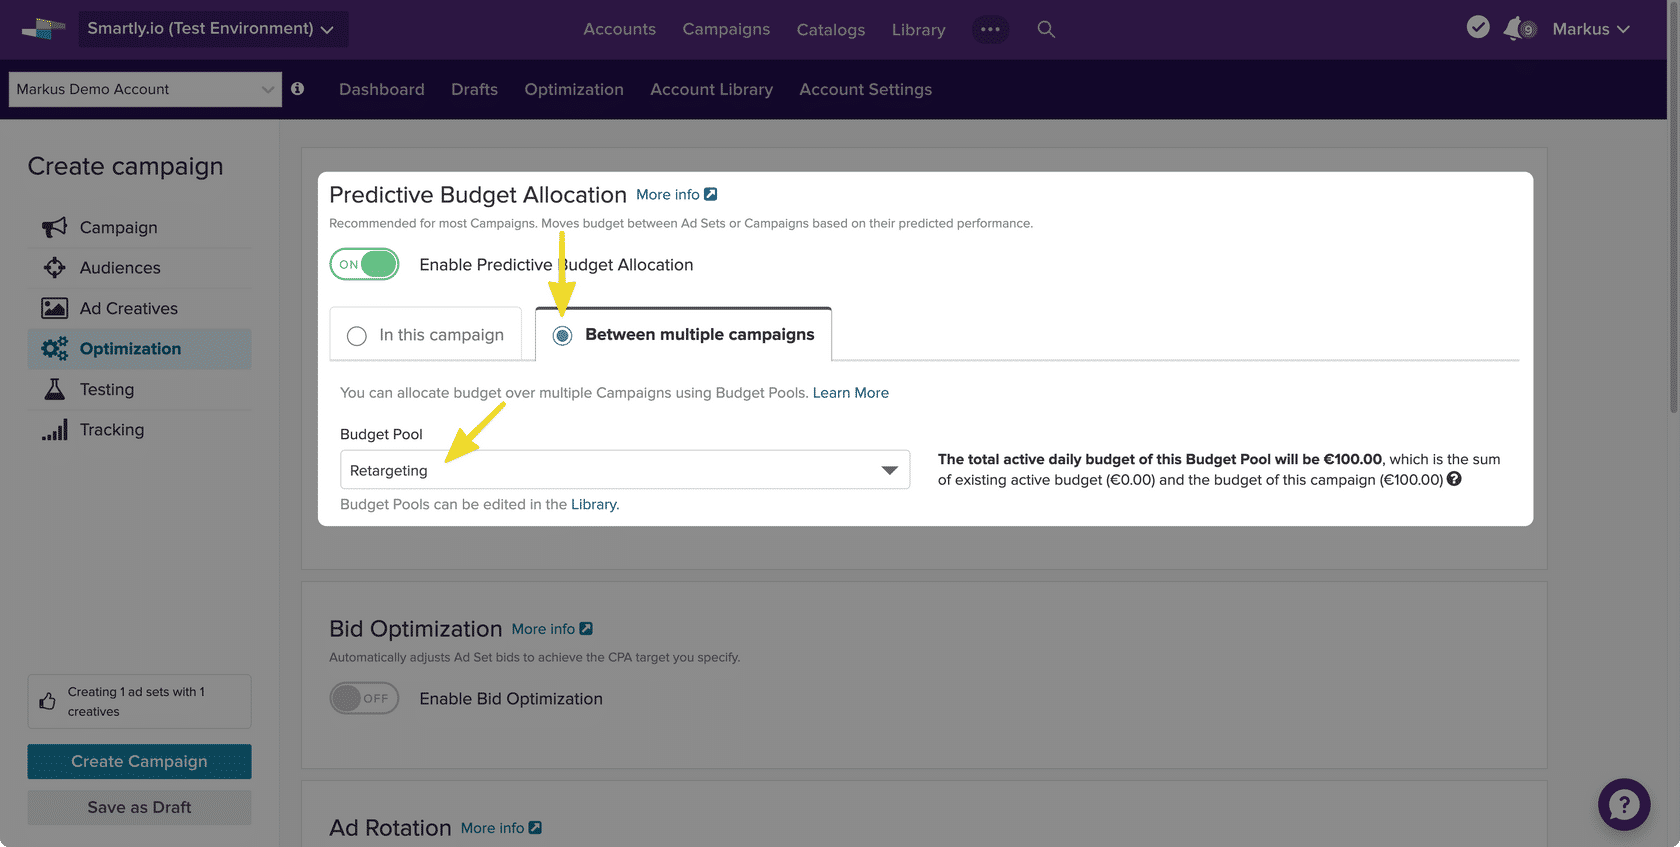 Smartly.io (Test Environment)
Accounts
Campaigns
Catalogs
Library
9
Markus
Markus Demo Account
Dashboard
Drafts
Optimization
Account Library
Account Settings
Create campaign
Campaign
Audiences
Ad Creatives
Optimization
Testing
Tracking
Creating 1 ad sets with 1
creatives
Create Campaign
Save as Draft
Predictive Budget Allocation More info
Recommended for most Campaigns. Moves budget between Ad Sets or Campaigns based on their predicted performance.
ON Enable Predictive Budget Allocation
In this campaign
Between multiple campaigns
You can allocate budget over multiple Campaigns using Budget Pools. Learn More
Budget Pool
Retargeting
Budget Pools can be edited in the Library.
The total active daily budget of this Budget Pool will be €100.00, which is the sum
of existing active budget (€0.00) and the budget of this campaign (€100.00) ?
Bid Optimization More info
Automatically adjusts Ad Set bids to achieve the CPA target you specify.
OFF Enable Bid Optimization
Ad Rotation More info
?